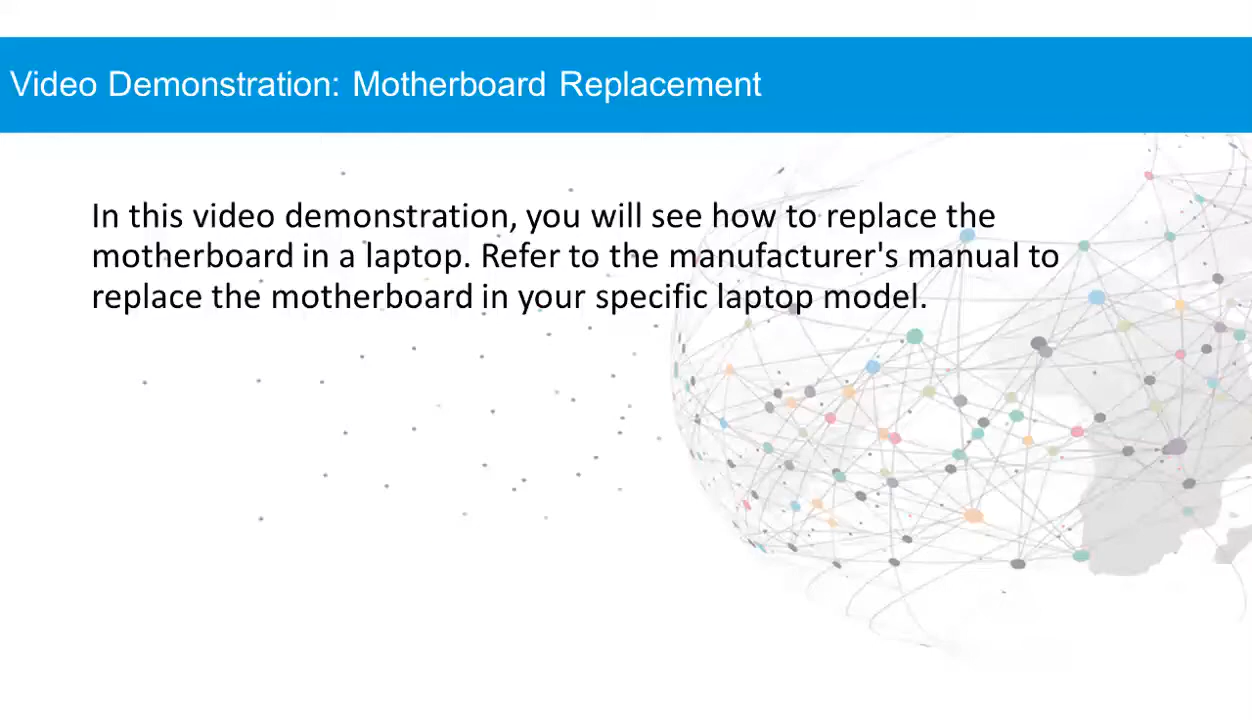 Video Demonstration: Motherboard Replacement
In this video demonstration, you will see how to replace the
motherboard in a laptop. Refer to the manufacturer's manual to
replace the motherboard in your specific laptop model.